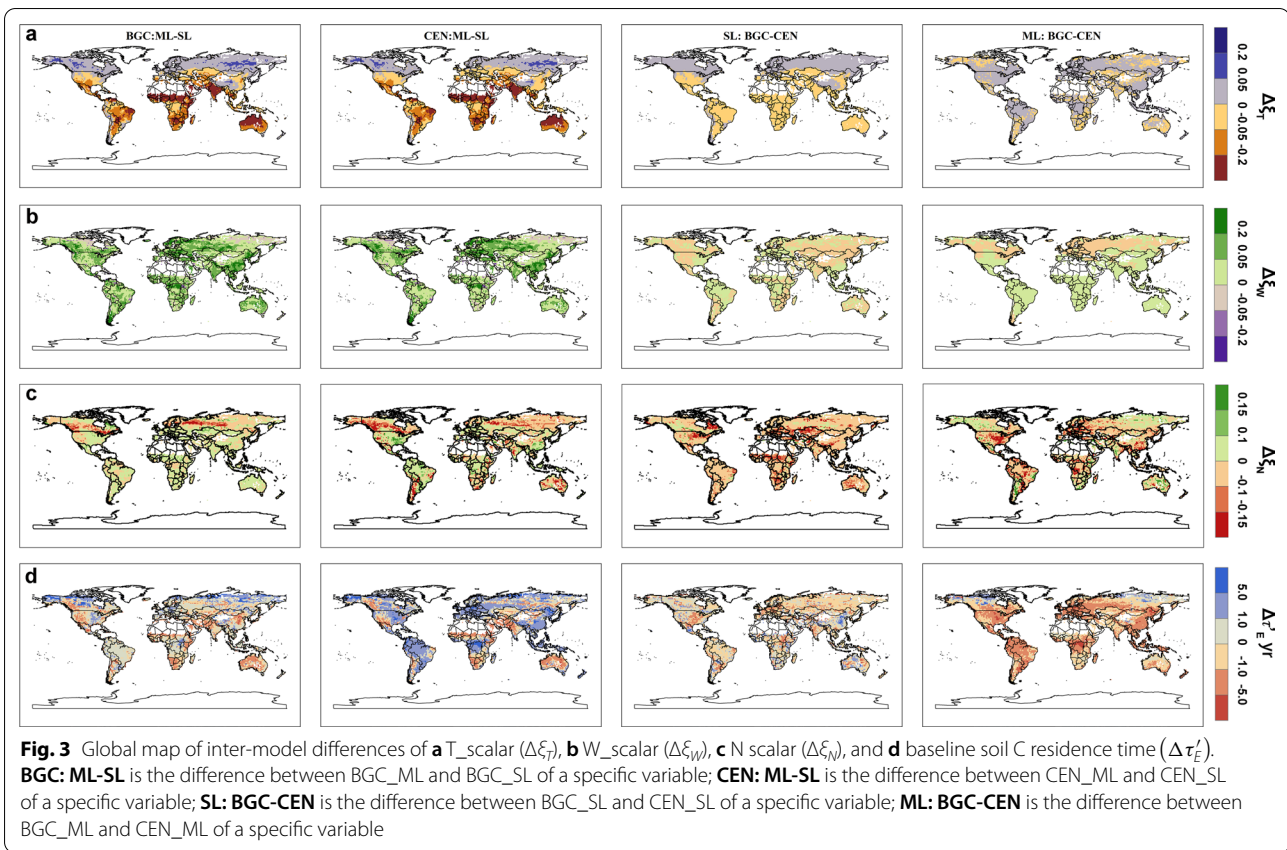 a
BGC:ML-SL
CEN:ML-SL
SL: BGC-CEN
ML: BGC-CEN
0.2
0.05
0
-0.05
-0.2
Δξ_T
b
0.2
0.05
0
-0.05
-0.2
Δξ_W
c
0.15
0.1
0
-0.1
-0.15
Δξ_N
d
5.0
1.0
0
-1.0
-5.0
Δτ'_E yr
Fig. 3 Global map of inter-model differences of a T_scalar (Δξ_T), b W_scalar (Δξ_W), c N scalar (Δξ_N), and d baseline soil C residence time (Δτ′_E).
BGC: ML-SL is the difference between BGC_ML and BGC_SL of a specific variable; CEN: ML-SL is the difference between CEN_ML and CEN_SL
of a specific variable; SL: BGC-CEN is the difference between BGC_SL and CEN_SL of a specific variable; ML: BGC-CEN is the difference between
BGC_ML and CEN_ML of a specific variable